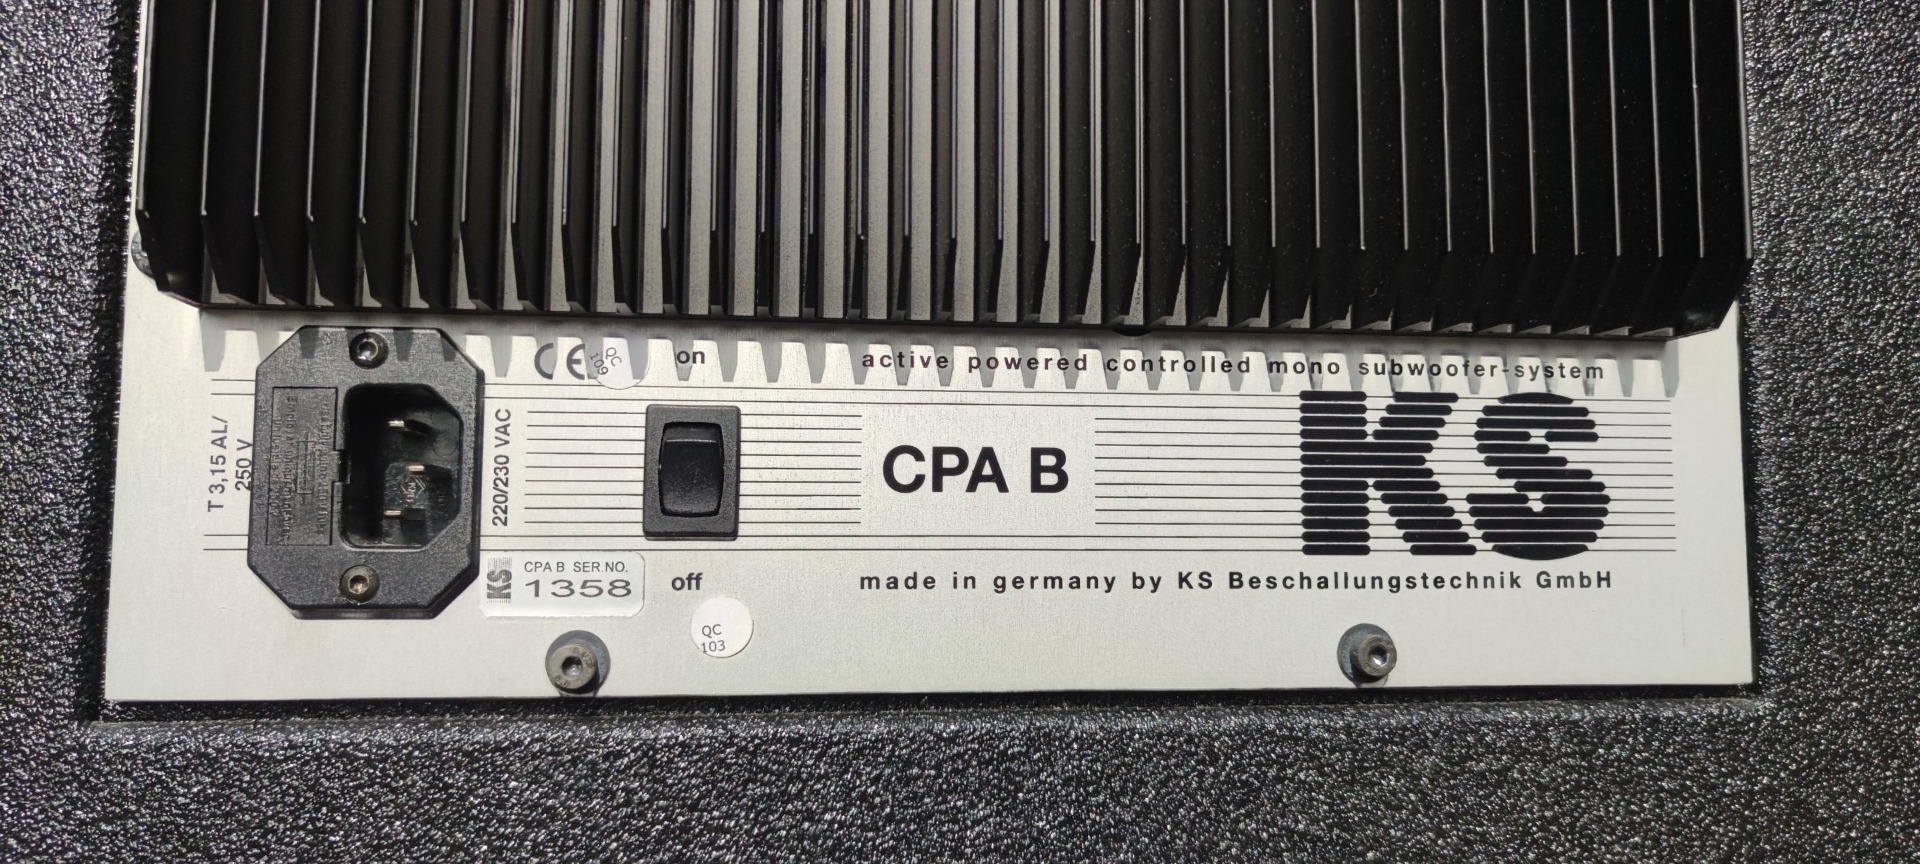 CE
QC
109
on
active powered controlled mono subwoofer-system
T 3,15 AL/
250 V
220/230 VAC
CPA B
KS
KS
CPA B SER.NO.
1358
off
made in germany by KS Beschallungstechnik GmbH
QC
103